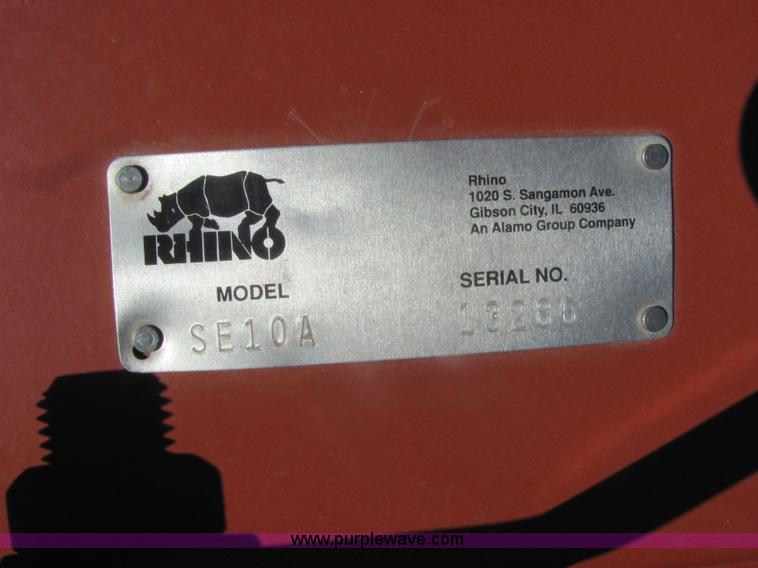 RHINO
Rhino
1020 S. Sangamon Ave.
Gibson City, IL 60936
An Alamo Group Company
MODEL
SERIAL NO.
SE10A
13286
www.purplewave.com